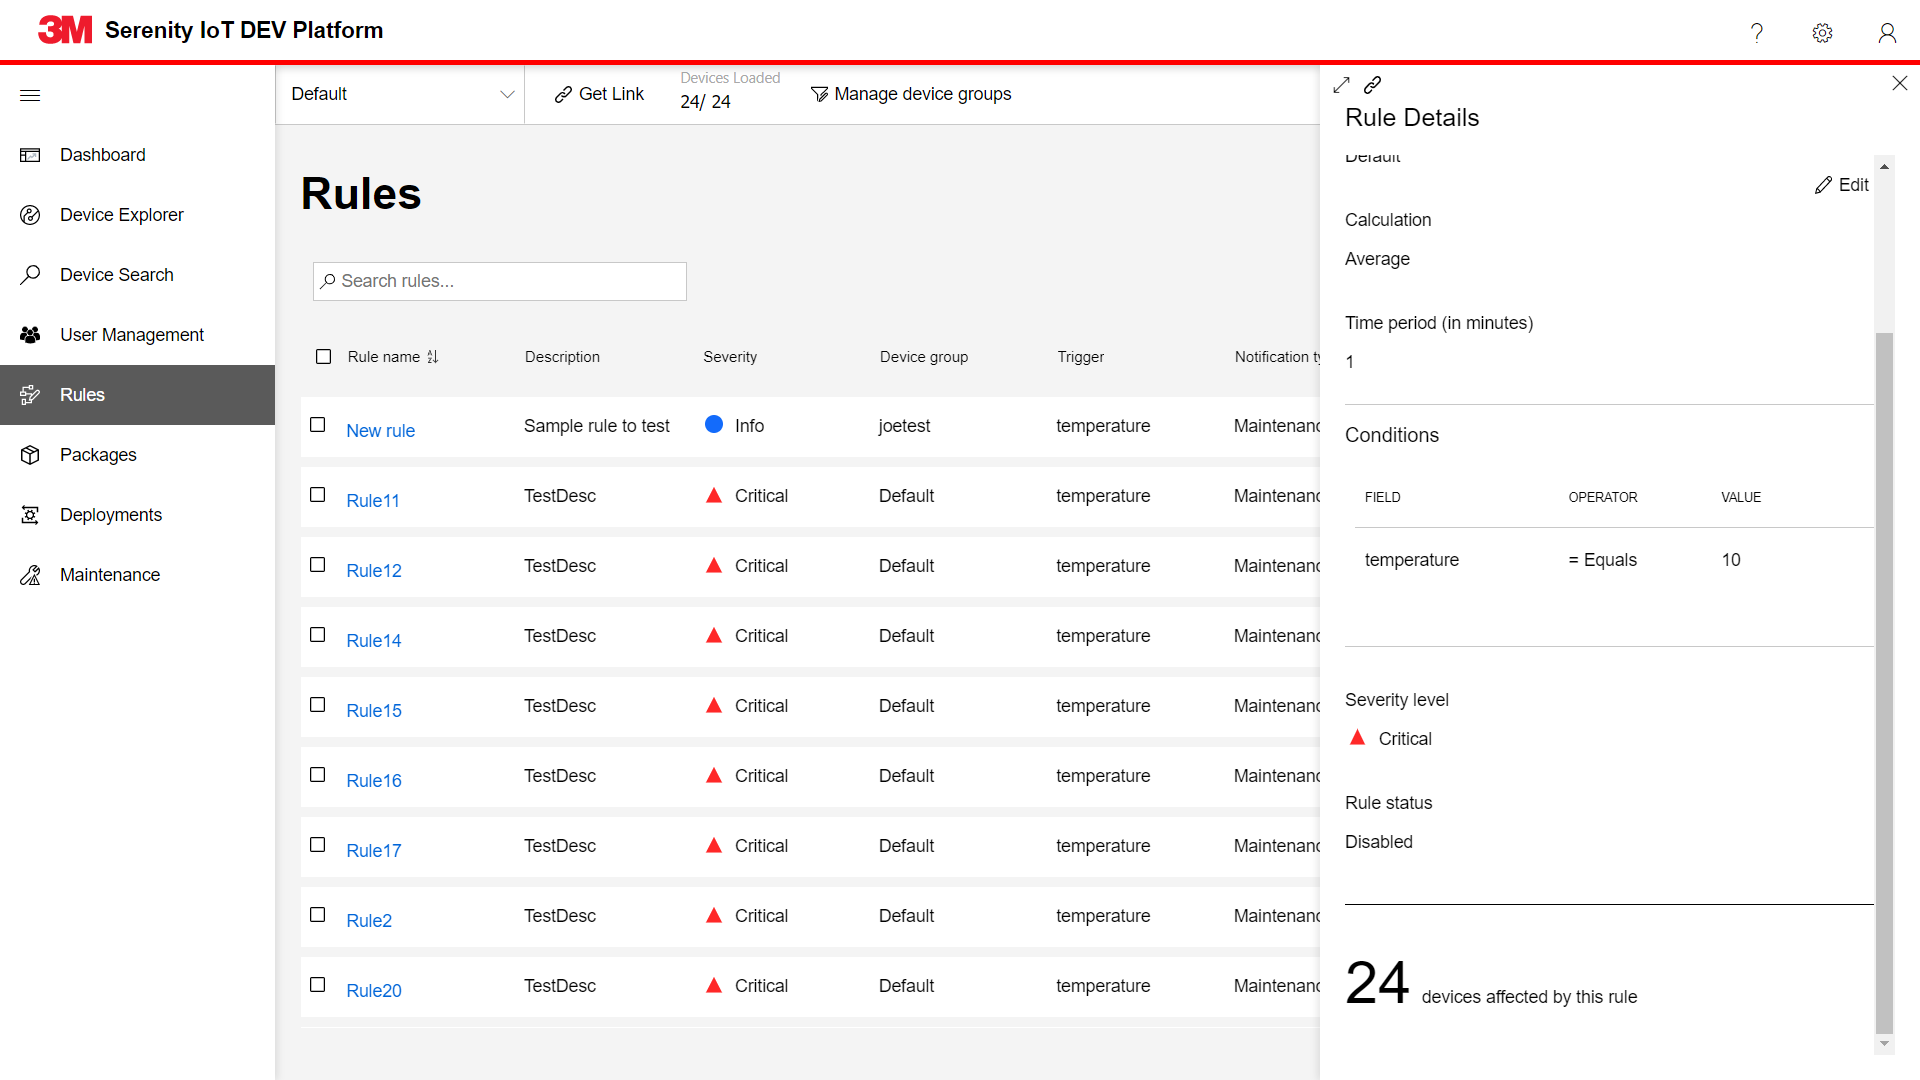 3M Serenity IoT DEV Platform
Default
Get Link
Devices Loaded
24/ 24
Manage device groups
Dashboard
Device Explorer
Device Search
User Management
Rules
Packages
Deployments
Maintenance
Rules
Search rules...
Rule name Description Severity Device group Trigger Notification ty
New rule Sample rule to test Info joetest temperature Maintenanc
Rule11 TestDesc Critical Default temperature Maintenanc
Rule12 TestDesc Critical Default temperature Maintenanc
Rule14 TestDesc Critical Default temperature Maintenanc
Rule15 TestDesc Critical Default temperature Maintenanc
Rule16 TestDesc Critical Default temperature Maintenanc
Rule17 TestDesc Critical Default temperature Maintenanc
Rule2 TestDesc Critical Default temperature Maintenanc
Rule20 TestDesc Critical Default temperature Maintenanc
Rule Details
Default
Edit
Calculation
Average
Time period (in minutes)
1
Conditions
FIELD OPERATOR VALUE
temperature = Equals 10
Severity level
Critical
Rule status
Disabled
24 devices affected by this rule